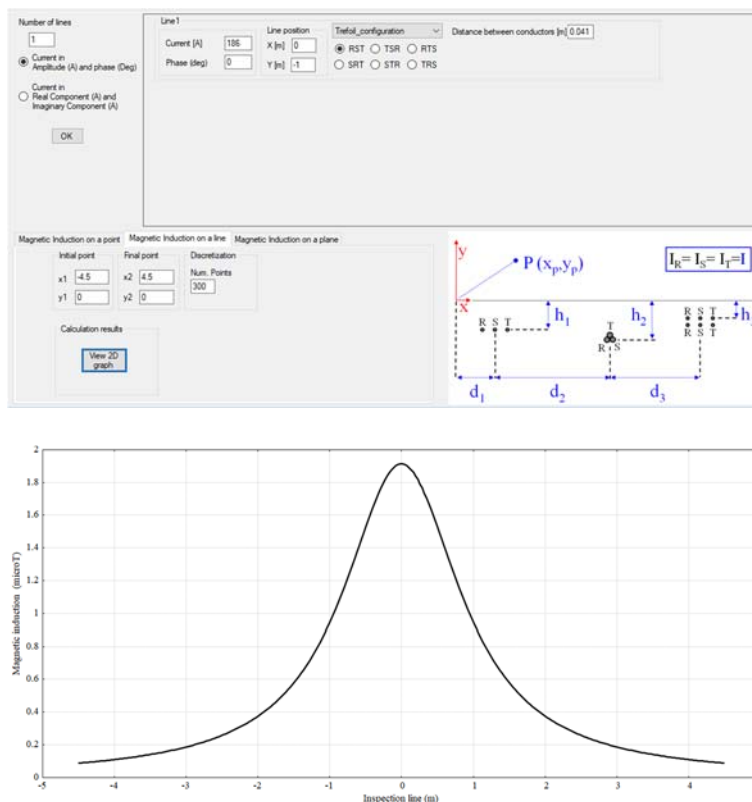 Number of lines
1
Current in
Amplitude (A) and phase (Deg)
Current in
Real Component (A) and
Imaginary Component (A)
OK
Line1
Current [A] 186
Phase (deg) 0
Line position
X [m] 0
Y [m] -1
Trefoil_configuration
RST TSR RTS
SRT STR TRS
Distance between conductors [m] 0.041
Magnetic Induction on a point Magnetic Induction on a line Magnetic Induction on a plane
Initial point
x1 -4.5
y1 0
Final point
x2 4.5
y2 0
Discretization
Num. Points
300
Calculation results
View 2D
graph
y
P (xp,yp)
IR= IS= IT=I
x
R S T
h1
T
R S
h2
R S T
R S T
h
d1 d2 d3
Magnetic induction (microT)
2
1.8
1.6
1.4
1.2
1
0.8
0.6
0.4
0.2
0
-5 -4 -3 -2 -1 0 1 2 3 4
Inspection line (m)